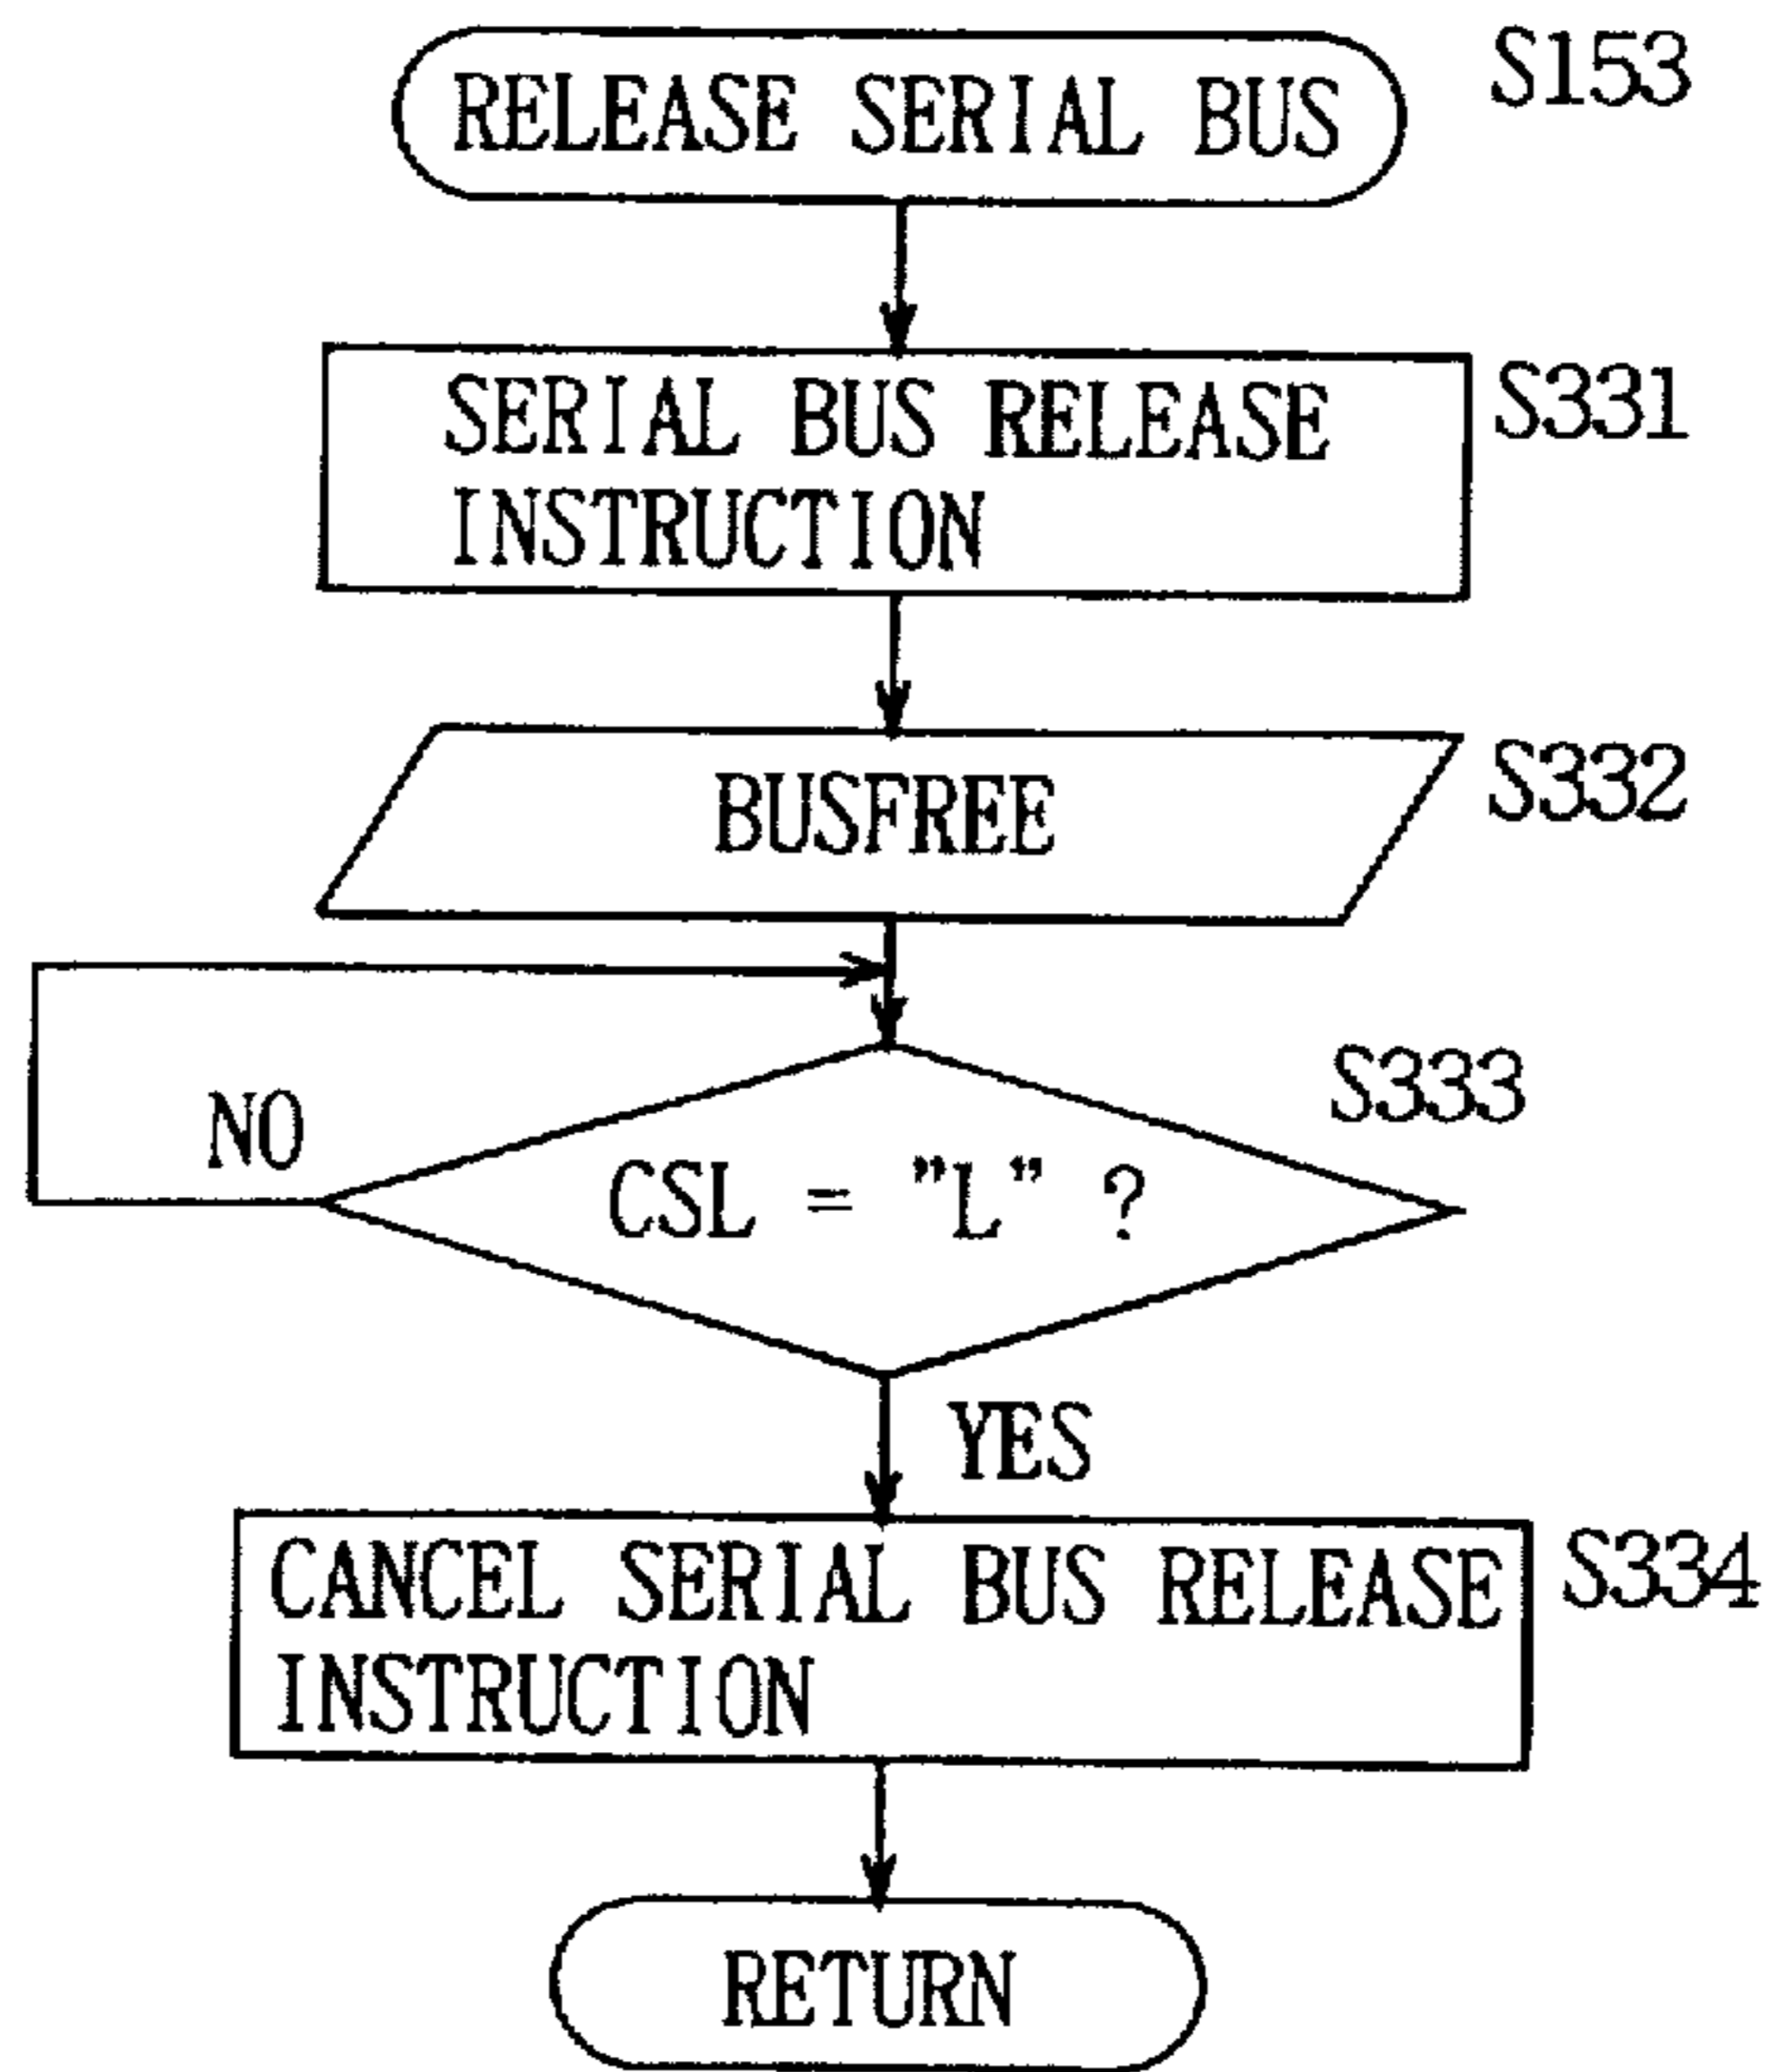 RELEASE SERIAL BUS
S153
SERIAL BUS RELEASE
INSTRUCTION
S331
BUSFREE
S332
S333
NO
CSL = "L" ?
YES
CANCEL SERIAL BUS RELEASE
INSTRUCTION
S334
RETURN